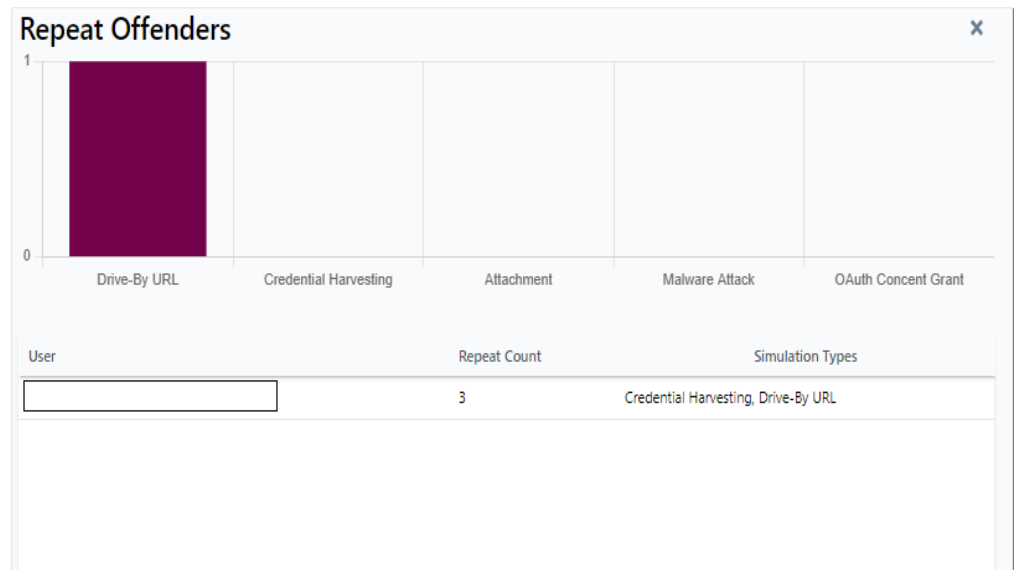 Repeat Offenders
1
0
Drive-By URL Credential Harvesting Attachment Malware Attack OAuth Concent Grant
User Repeat Count Simulation Types
3 Credential Harvesting, Drive-By URL